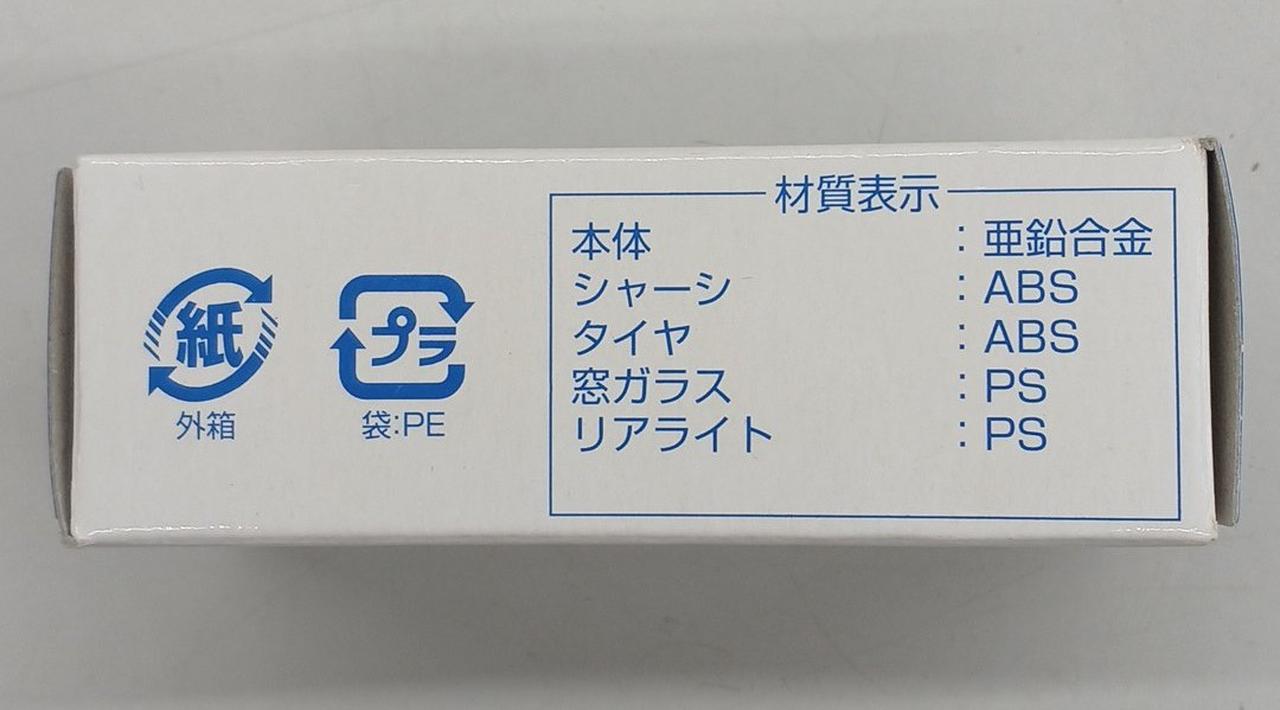 紙
外箱
プラ
袋:PE
材質表示
本体 : 亜鉛合金
シャーシ : ABS
タイヤ : ABS
窓ガラス : PS
リアライト : PS